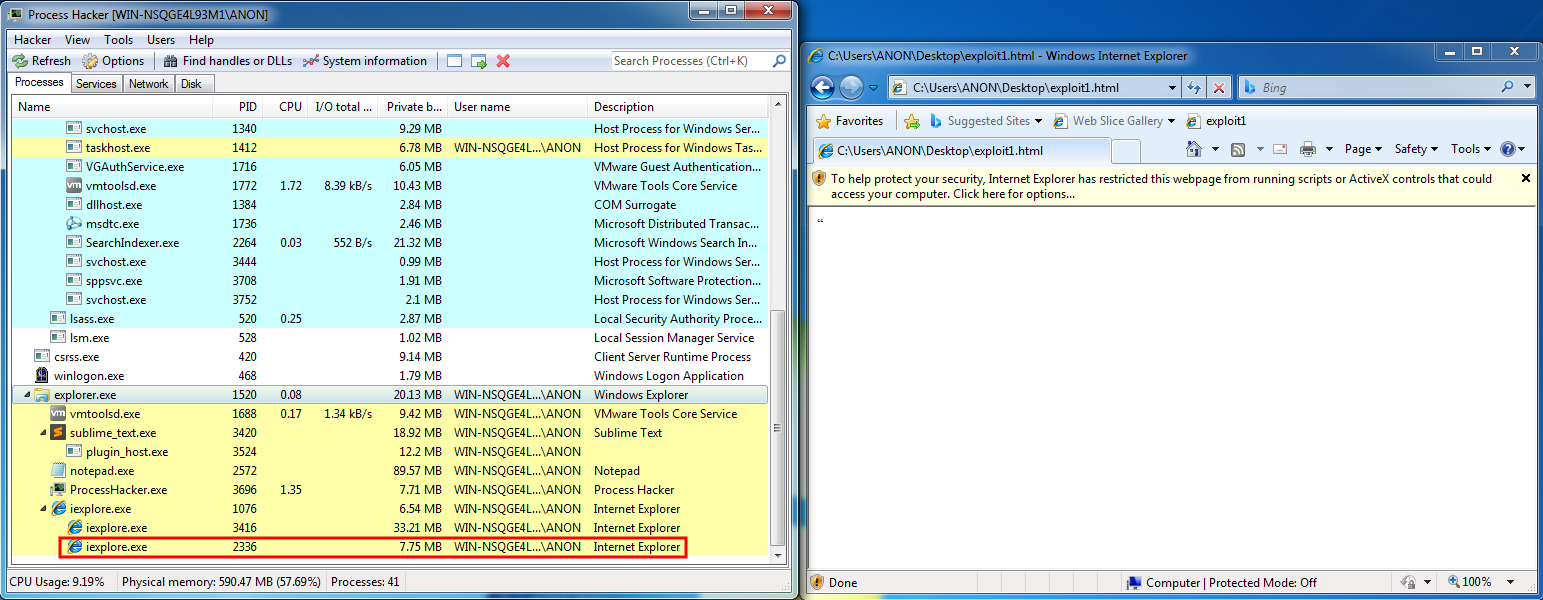 Process Hacker [WIN-NSQGE4L93M1\ANON]
Hacker View Tools Users Help
Refresh Options Find handles or DLLs System information Search Processes (Ctrl+K)
Processes Services Network Disk
Name PID CPU I/O total ... Private b... User name Description
svchost.exe 1340 9.29 MB Host Process for Windows Ser...
taskhost.exe 1412 6.78 MB WIN-NSQGE4L...\ANON Host Process for Windows Tas...
VGAuthService.exe 1716 6.05 MB VMware Guest Authentication...
vm vmtoolsd.exe 1772 1.72 8.39 kB/s 10.43 MB VMware Tools Core Service
dllhost.exe 1384 2.84 MB COM Surrogate
msdtc.exe 1736 2.46 MB Microsoft Distributed Transac...
SearchIndexer.exe 2264 0.03 552 B/s 21.32 MB Microsoft Windows Search In...
svchost.exe 3444 0.99 MB Host Process for Windows Ser...
sppsvc.exe 3708 1.91 MB Microsoft Software Protection...
svchost.exe 3752 2.1 MB Host Process for Windows Ser...
lsass.exe 520 0.25 2.87 MB Local Security Authority Proce...
lsm.exe 528 1.02 MB Local Session Manager Service
csrss.exe 420 9.14 MB Client Server Runtime Process
winlogon.exe 468 1.79 MB Windows Logon Application
explorer.exe 1520 0.08 20.13 MB WIN-NSQGE4L...\ANON Windows Explorer
vm vmtoolsd.exe 1688 0.17 1.34 kB/s 9.42 MB WIN-NSQGE4L...\ANON VMware Tools Core Service
sublime_text.exe 3420 18.92 MB WIN-NSQGE4L...\ANON Sublime Text
plugin_host.exe 3524 12.2 MB WIN-NSQGE4L...\ANON
notepad.exe 2572 89.57 MB WIN-NSQGE4L...\ANON Notepad
ProcessHacker.exe 3696 1.35 7.71 MB WIN-NSQGE4L...\ANON Process Hacker
iexplore.exe 1076 6.54 MB WIN-NSQGE4L...\ANON Internet Explorer
iexplore.exe 3416 33.21 MB WIN-NSQGE4L...\ANON Internet Explorer
iexplore.exe 2336 7.75 MB WIN-NSQGE4L...\ANON Internet Explorer
CPU Usage: 9.19% Physical memory: 590.47 MB (57.69%) Processes: 41
C:\Users\ANON\Desktop\exploit1.html - Windows Internet Explorer
C:\Users\ANON\Desktop\exploit1.html Bing
Favorites Suggested Sites Web Slice Gallery exploit1
C:\Users\ANON\Desktop\exploit1.html Page Safety Tools
To help protect your security, Internet Explorer has restricted this webpage from running scripts or ActiveX controls that could
access your computer. Click here for options...
“
Done Computer | Protected Mode: Off 100%